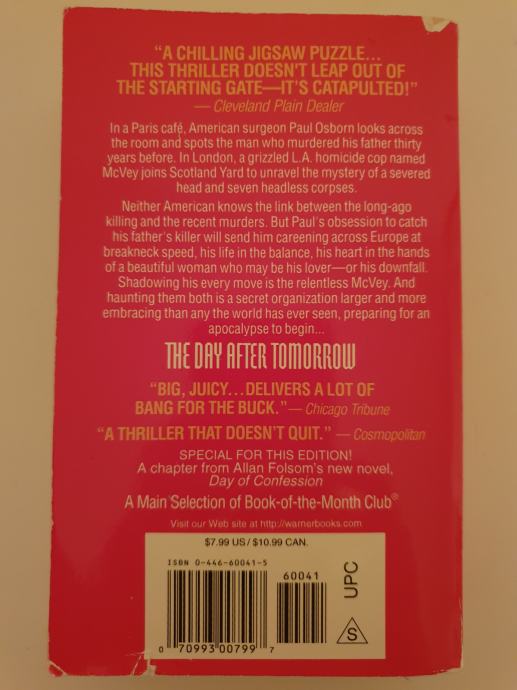 “A CHILLING JIGSAW PUZZLE...
THIS THRILLER DOESN'T LEAP OUT OF
THE STARTING GATE—IT'S CATAPULTED!”
— Cleveland Plain Dealer
In a Paris café, American surgeon Paul Osborn looks across
the room and spots the man who murdered his father thirty
years before. In London, a grizzled L.A. homicide cop named
McVey joins Scotland Yard to unravel the mystery of a severed
head and seven headless corpses.
Neither American knows the link between the long-ago
killing and the recent murders. But Paul's obsession to catch
his father's killer will send him careening across Europe at
breakneck speed, his life in the balance, his heart in the hands
of a beautiful woman who may be his lover—or his downfall.
Shadowing his every move is the relentless McVey. And
haunting them both is a secret organization larger and more
embracing than any the world has ever seen, preparing for an
apocalypse to begin...
THE DAY AFTER TOMORROW
“BIG, JUICY...DELIVERS A LOT OF
BANG FOR THE BUCK.” — Chicago Tribune
“A THRILLER THAT DOESN'T QUIT.” — Cosmopolitan
SPECIAL FOR THIS EDITION!
A chapter from Allan Folsom's new novel,
Day of Confession
A Main Selection of Book-of-the-Month Club®
Visit our Web site at http://warnerbooks.com
$7.99 US/$10.99 CAN.
ISBN 0-446-60041-5
60041
UPC
S
0 70993 00799 7